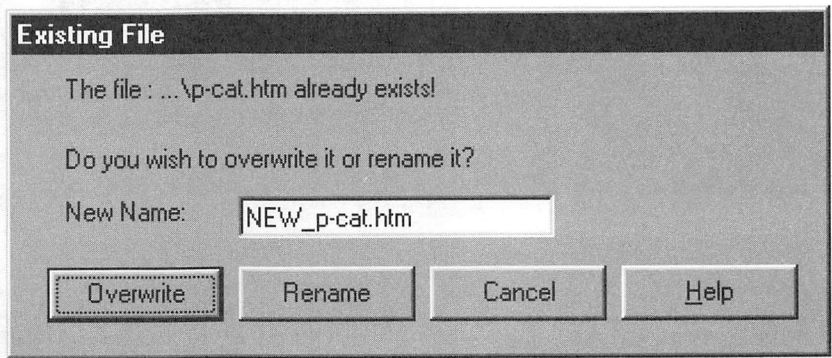 Existing File
The file : ...\p-cat.htm already exists!
Do you wish to overwrite it or rename it?
New Name: NEW_p-cat.htm
Overwrite Rename Cancel Help